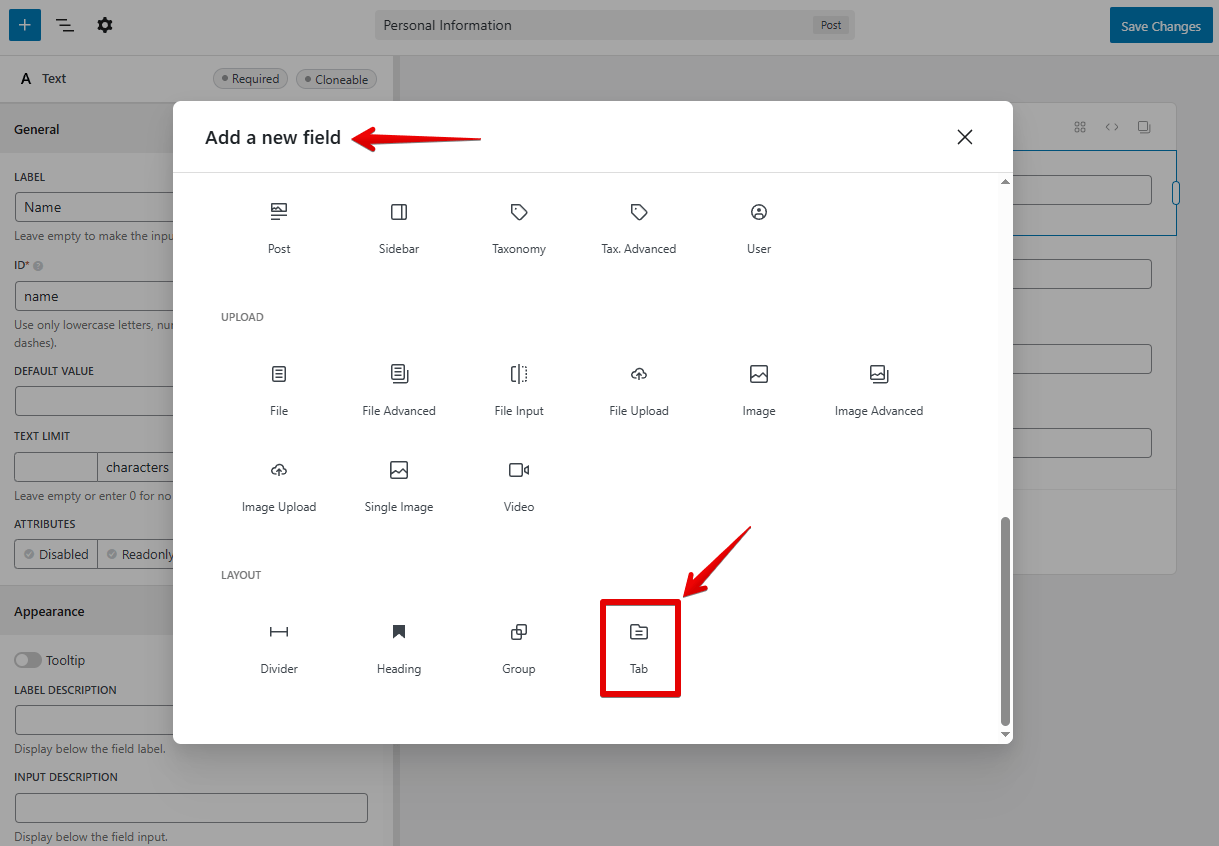 Personal Information
Post
Save Changes
A Text
Required
Cloneable
General
LABEL
Name
Leave empty to make the
ID*
name
Use only lowercase letters,
dashes).
DEFAULT VALUE
TEXT LIMIT
characters
Leave empty or enter 0 for no
ATTRIBUTES
Disabled
Readonly
Appearance
Tooltip
LABEL DESCRIPTION
Display below the field label.
INPUT DESCRIPTION
Display below the field input.
Add a new field
Post
Sidebar
Taxonomy
Tax. Advanced
User
UPLOAD
File
File Advanced
File Input
File Upload
Image
Image Advanced
Image Upload
Single Image
Video
LAYOUT
Divider
Heading
Group
Tab